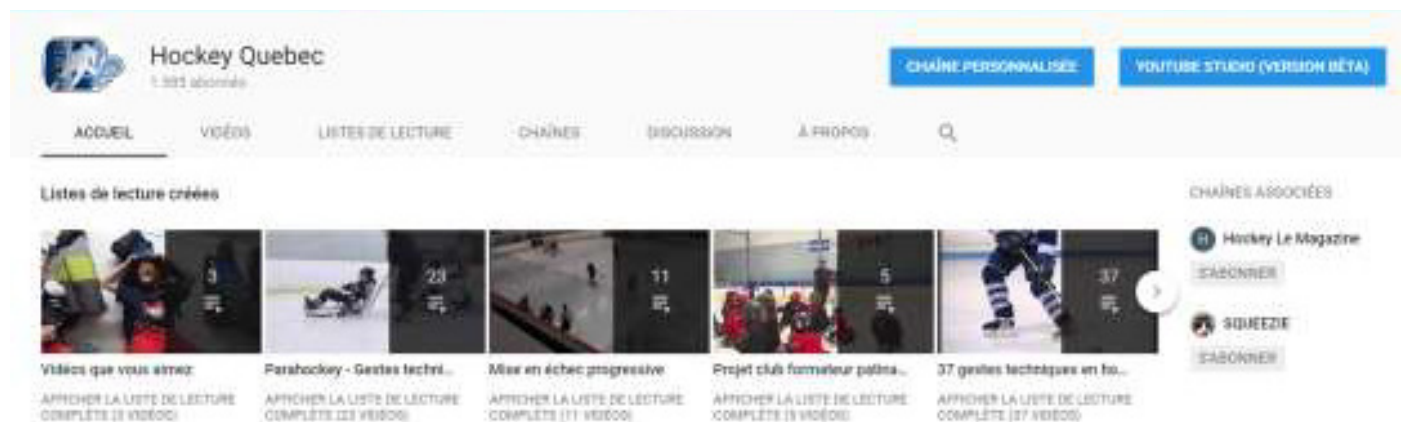 Hockey Quebec
abonnés
CHAÎNE PERSONNALISÉE
YOUTUBE STUDIO (VERSION BÊTA)
ACCUEIL
VIDÉOS
LISTES DE LECTURE
CHAÎNES
DISCUSSION
À PROPOS
Listes de lecture créées
3
23
11
5
37
Vidéos que vous aimez
Parahockey - Gestes techni...
Mise en échec progressive
Projet club formateur patina...
37 gestes techniques en ho...
AFFICHER LA LISTE DE LECTURE
COMPLÈTE (3 VIDÉOS)
AFFICHER LA LISTE DE LECTURE
COMPLÈTE (23 VIDÉOS)
AFFICHER LA LISTE DE LECTURE
COMPLÈTE (11 VIDÉOS)
AFFICHER LA LISTE DE LECTURE
COMPLÈTE (5 VIDÉOS)
AFFICHER LA LISTE DE LECTURE
COMPLÈTE (37 VIDÉOS)
CHAÎNES ASSOCIÉES
H
Hockey Le Magazine
S'ABONNER
SQUEEZIE
S'ABONNER